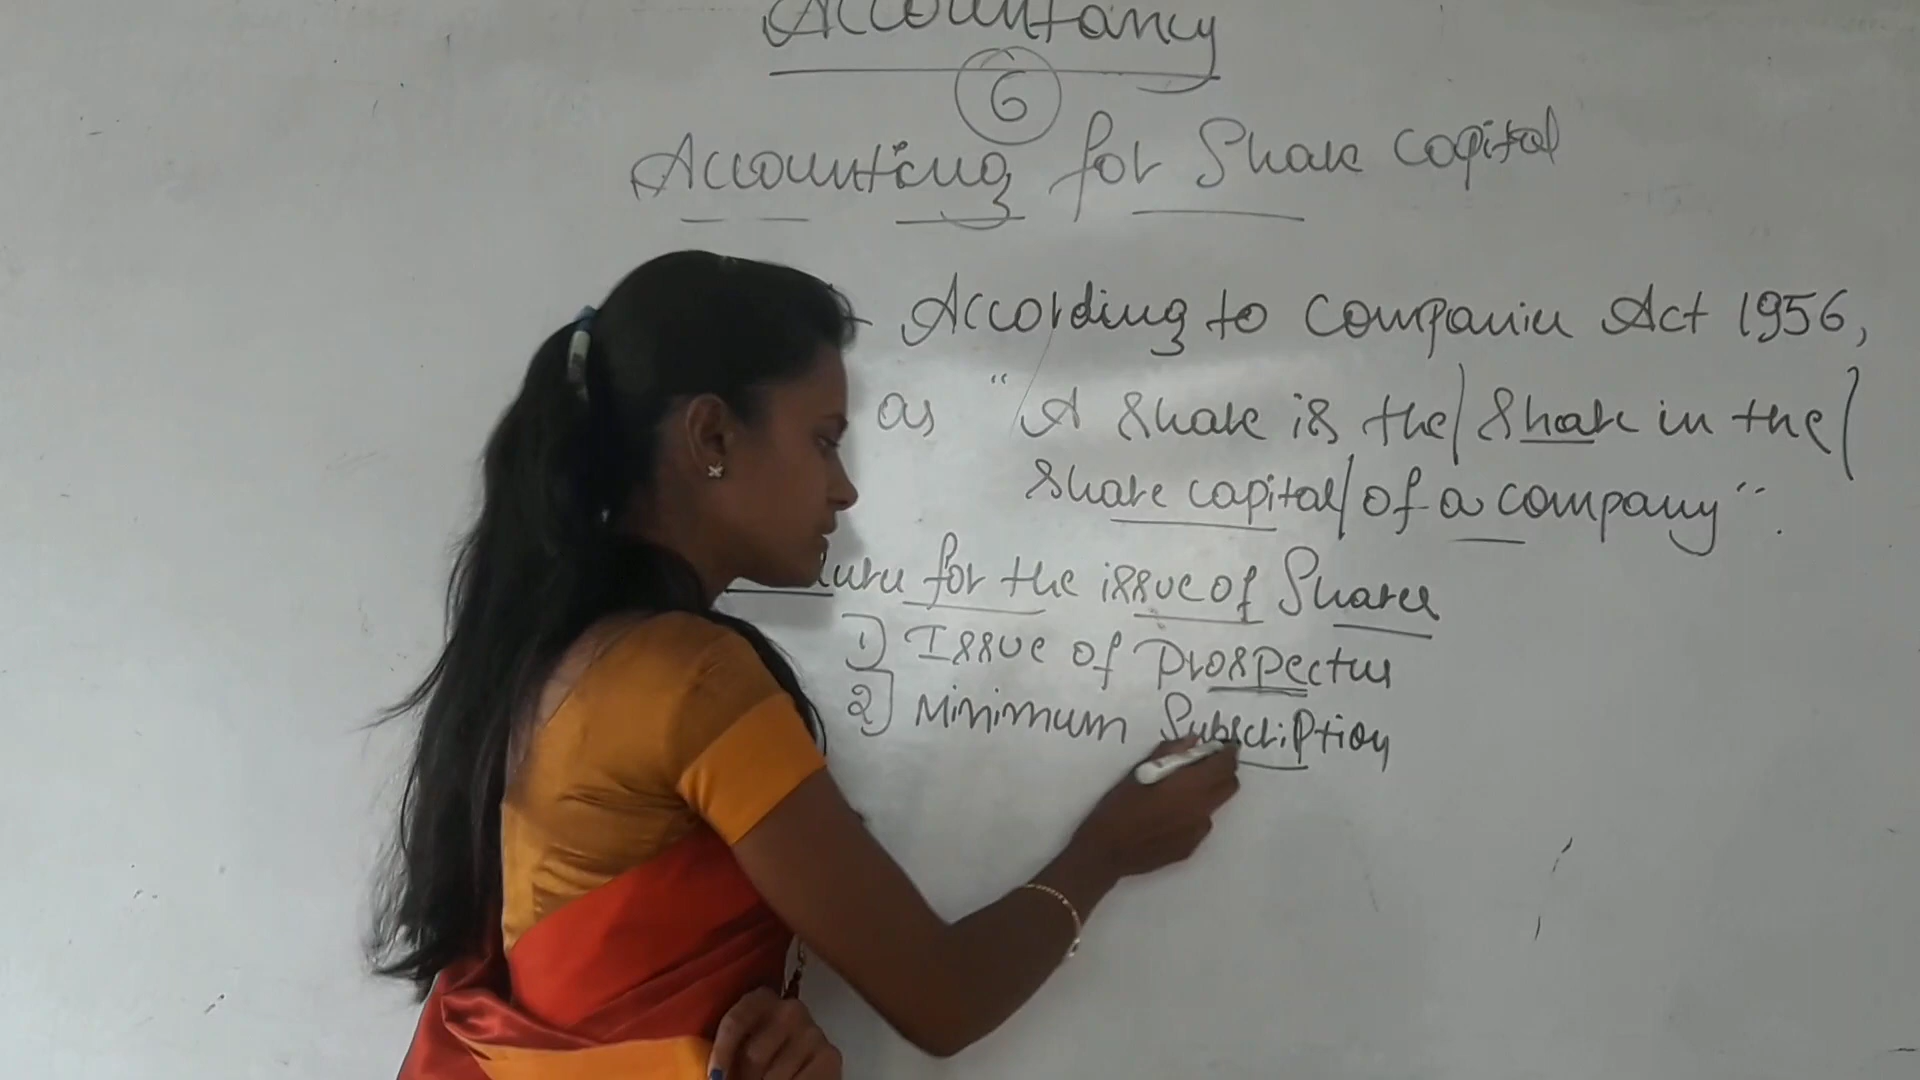 Accountancy
6
Accounting for Share capital
According to Companies Act 1956,
as "A Share is the Share in the
Share capital of a company".
for the issue of Shares
1) Issue of Prospectus
2) Minimum Subscription